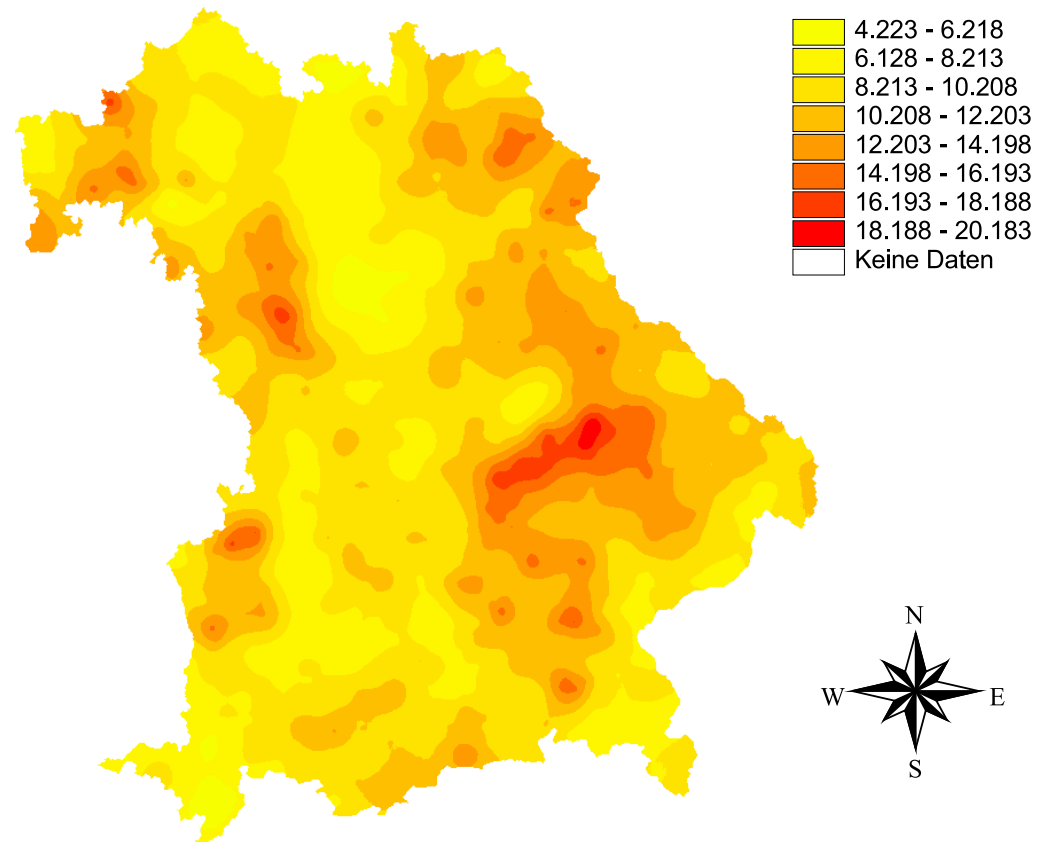 4.223 - 6.218
6.128 - 8.213
8.213 - 10.208
10.208 - 12.203
12.203 - 14.198
14.198 - 16.193
16.193 - 18.188
18.188 - 20.183
Keine Daten
N
W E
S